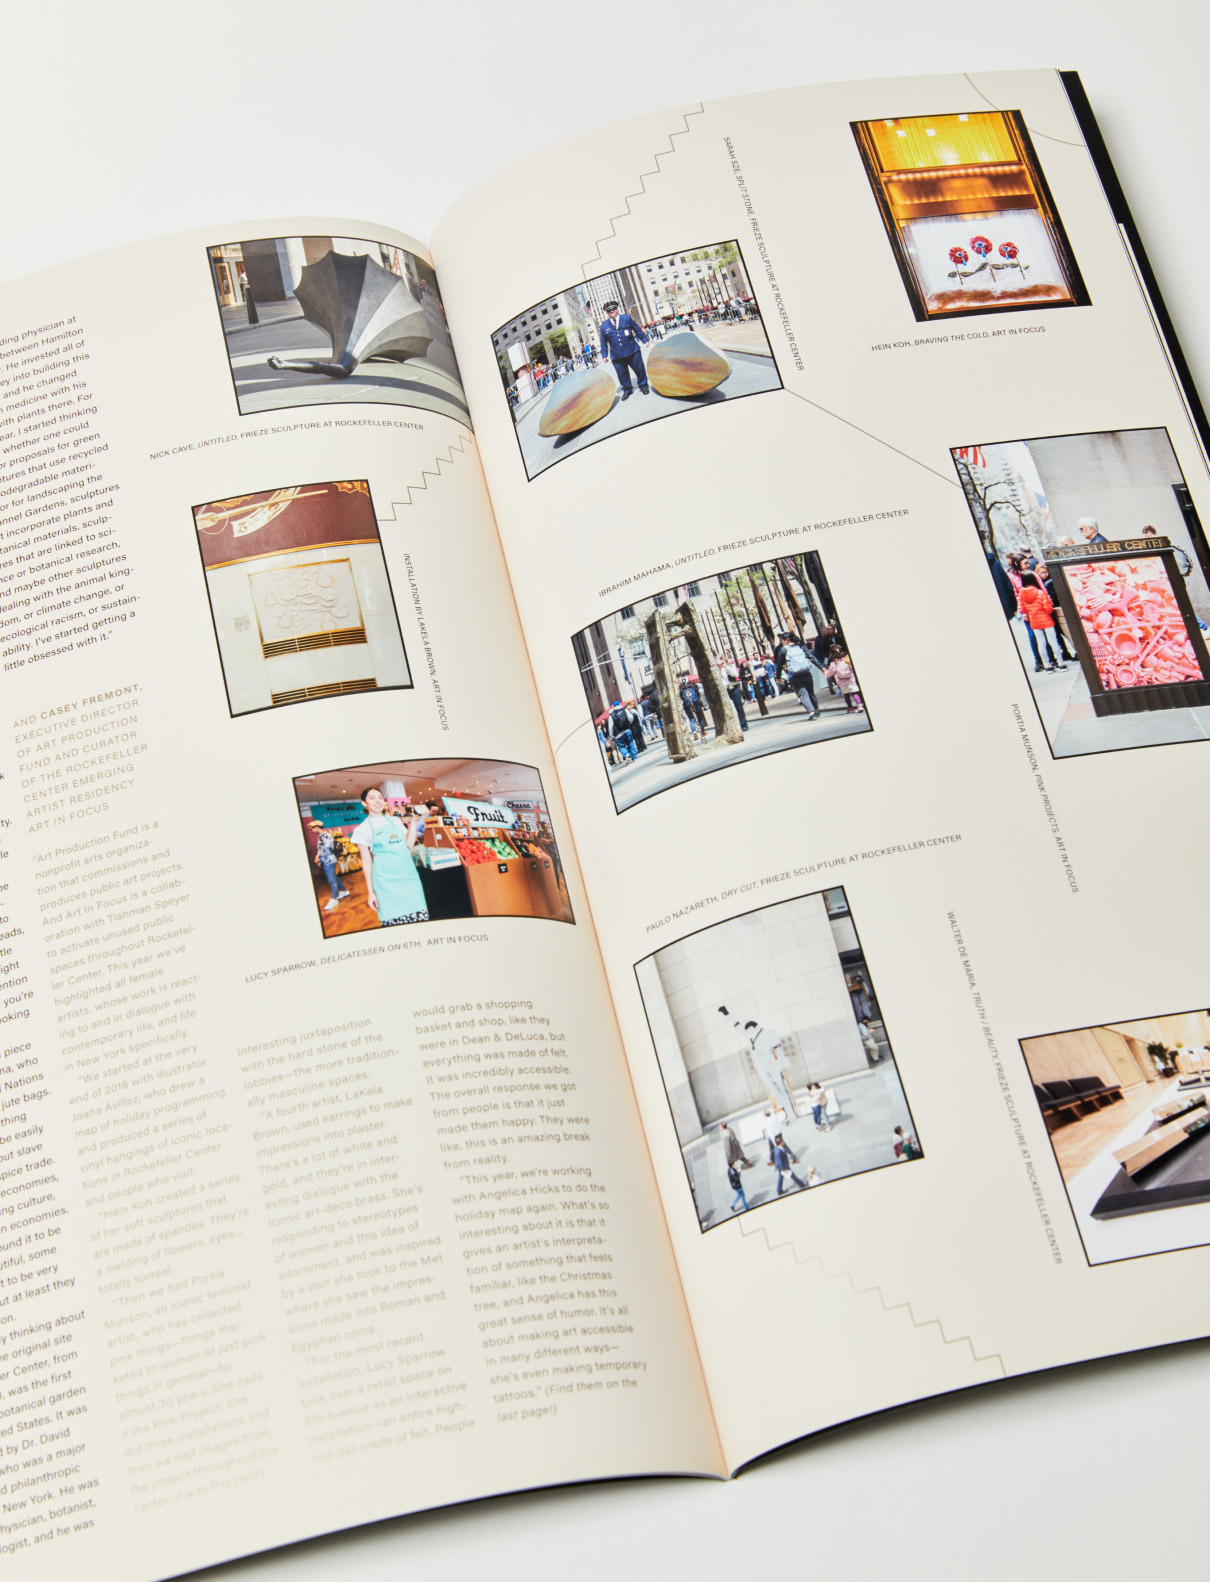 ding physician at
between Hamilton
. He invested all of
ey into building this
and he changed
n medicine with his
with plants there. For
ear, I started thinking
whether one could
or proposals for green
ptures that use recycled
odegradable materi-
or for landscaping the
annel Gardens, sculptures
t incorporate plants and
tanical materials, sculp-
res that are linked to sci-
nce or botanical research,
nd maybe other sculptures
dealing with the animal king-
dom, or climate change, or
ecological racism, or sustain-
ability. I've started getting a
little obsessed with it."
AND CASEY FREMONT,
EXECUTIVE DIRECTOR
OF ART PRODUCTION
FUND AND CURATOR
OF THE ROCKEFELLER
CENTER EMERGING
ARTIST RESIDENCY
ART IN FOCUS
"Art Production Fund is a
nonprofit arts organiza-
tion that commissions and
produces public art projects.
And Art In Focus is a collab-
oration with Tishman Speyer
to activate unused public
spaces throughout Rockefel-
ler Center. This year we've
highlighted all female
artists, whose work is react-
ing to and in dialogue with
contemporary life, and life
in New York specifically.
"We started at the very
end of 2018 with illustrator
Joana Avillez, who drew a
map of holiday programming
and produced a series of
vinyl hangings of iconic loca-
tions in Rockefeller Center
and people who visit.
"Hein Koh created a series
of her soft sculptures that
are made of spandex. They're
a melding of flowers, eyes...
totally surreal.
"Then we had Portia
Munson, an iconic feminist
artist, who has collected
pink things—things mar-
keted to women or just pink
things in general—for
almost 30 years. She calls
it the Pink Project. She
did three installations and
then we had images from
the project throughout the
center. It was this really
interesting juxtaposition
with the hard stone of the
lobbies—the more tradition-
ally masculine spaces.
"A fourth artist, LaKela
Brown, uses earrings to make
impressions into plaster.
There's a lot of white and
gold, and they're in inter-
esting dialogue with the
iconic art-deco brass. She's
responding to stereotypes
of women and this idea of
adornment, and was inspired
by a visit she took to the Met
where she saw the impres-
sions made into Roman and
Egyptian coins.
"For the most recent
installation, Lucy Sparrow
took over a retail space on
6th Avenue as an interactive
installation—an entire high-
end deli made of felt. People
would grab a shopping
basket and shop, like they
were in Dean & DeLuca, but
everything was made of felt.
It was incredibly accessible.
The overall response we got
from people is that it just
made them happy. They were
like, this is an amazing break
from reality.
"This year, we're working
with Angelica Hicks to do the
holiday map again. What's so
interesting about it is that it
gives an artist's interpreta-
tion of something that feels
familiar, like the Christmas
tree, and Angelica has this
great sense of humor. It's all
about making art accessible
in many different ways—
she's even making temporary
tattoos." (Find them on the
last page!)
k
ty.
le
be
to
eads,
tle
ight
ention
you're
oking
piece
na, who
d Nations
jute bags.
thing
be easily
out slave
spice trade.
economies,
ng culture,
n economies.
ound it to be
utiful, some
t to be very
ut at least they
on.
y thinking about
he original site
er Center, from
), was the first
botanical garden
ed States. It was
d by Dr. David
who was a major
d philanthropic
New York. He was
hysician, botanist,
logist, and he was
NICK CAVE, UNTITLED, FRIEZE SCULPTURE AT ROCKEFELLER CENTER
INSTALLATION BY LAKELA BROWN, ART IN FOCUS
Fruit
Cheese
LUCY SPARROW, DELICATESSEN ON 6TH, ART IN FOCUS
SARAH SZE, SPLIT STONE, FRIEZE SCULPTURE AT ROCKEFELLER CENTER
HEIN KOH, BRAVING THE COLD, ART IN FOCUS
IBRAHIM MAHAMA, UNTITLED, FRIEZE SCULPTURE AT ROCKEFELLER CENTER
ROCKEFELLER CENTER
PORTIA MUNSON, PINK PROJECTS, ART IN FOCUS
PAULO NAZARETH, DRY CUT, FRIEZE SCULPTURE AT ROCKEFELLER CENTER
WALTER DE MARIA, TRUTH / BEAUTY, FRIEZE SCULPTURE AT ROCKEFELLER CENTER